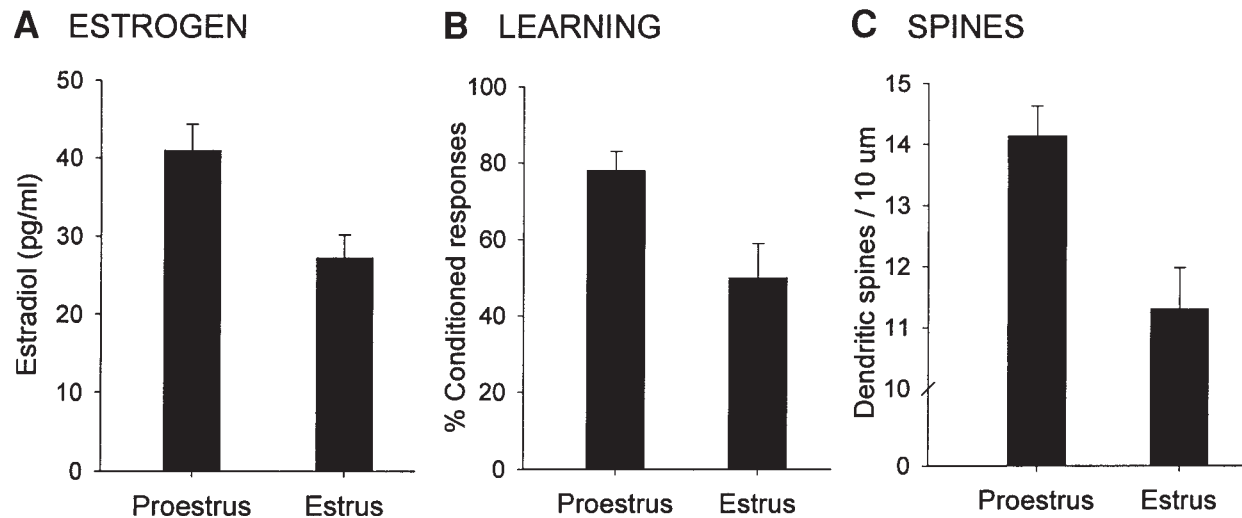 A ESTROGEN
Estradiol (pg/ml)
50
40
30
20
10
0
Proestrus Estrus
B LEARNING
% Conditioned responses
100
80
60
40
20
0
Proestrus Estrus
C SPINES
Dendritic spines / 10 um
15
14
13
12
11
10
0
Proestrus Estrus